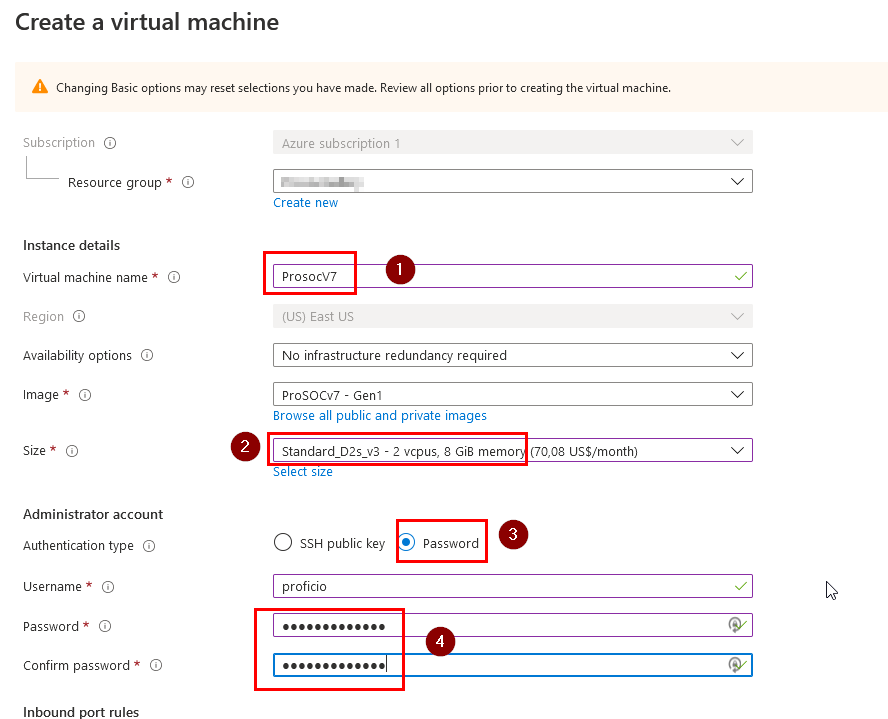 Create a virtual machine
Changing Basic options may reset selections you have made. Review all options prior to creating the virtual machine.
Subscription
Azure subscription 1
Resource group *
Create new
Instance details
Virtual machine name *
ProsocV7
1
Region
(US) East US
Availability options
No infrastructure redundancy required
Image *
ProSOCv7 - Gen1
Browse all public and private images
2
Size *
Standard_D2s_v3 - 2 vcpus, 8 GiB memory (70,08 US$/month)
Select size
Administrator account
Authentication type
SSH public key
Password
3
Username *
proficio
Password *
●●●●●●●●●●●●●
4
Confirm password *
●●●●●●●●●●●●●
Inbound port rules